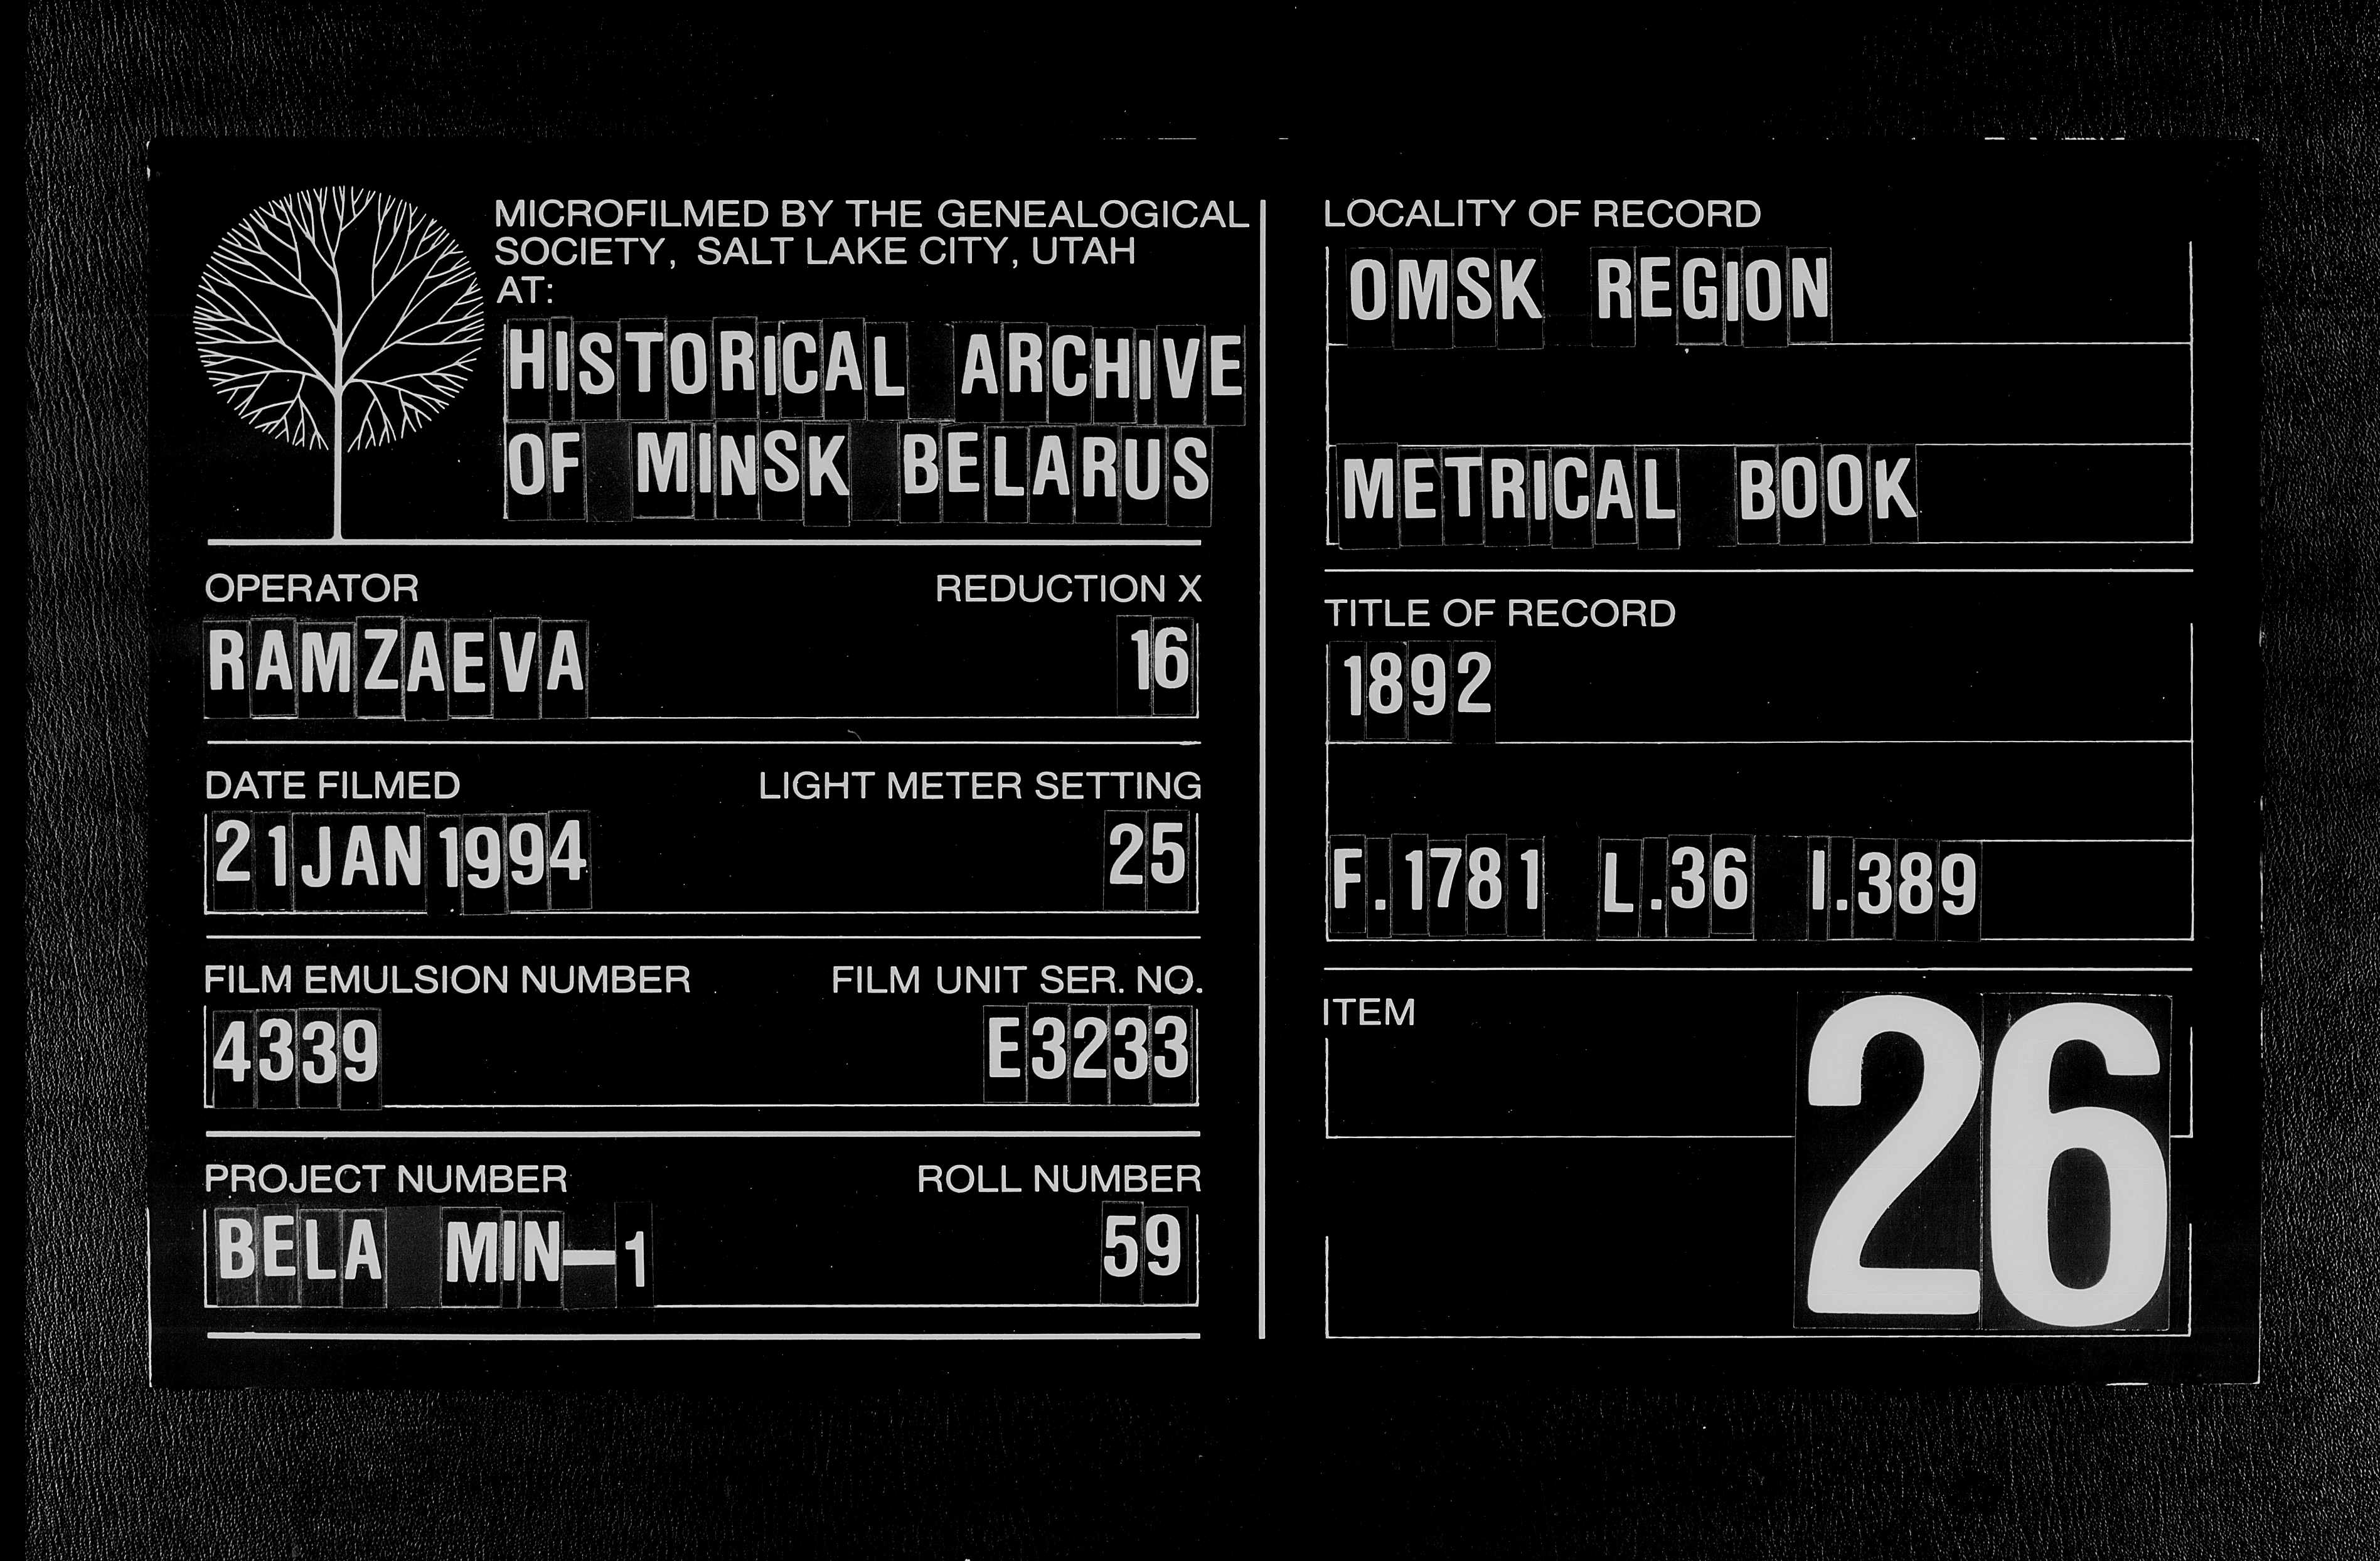 MICROFILMED BY THE GENEALOGICAL
SOCIETY, SALT LAKE CITY, UTAH
AT:
HISTORICAL ARCHIVE
OF MINSK BELARUS
OPERATOR REDUCTION X
RAMZAEVA 16
DATE FILMED LIGHT METER SETTING
21 JAN 1994 25
FILM EMULSION NUMBER FILM UNIT SER. NO.
4339 E3233
PROJECT NUMBER ROLL NUMBER
BELA MIN—1 59
LOCALITY OF RECORD
OMSK REGION
METRICAL BOOK
TITLE OF RECORD
1892
F.1781 L.36 I.389
ITEM
26